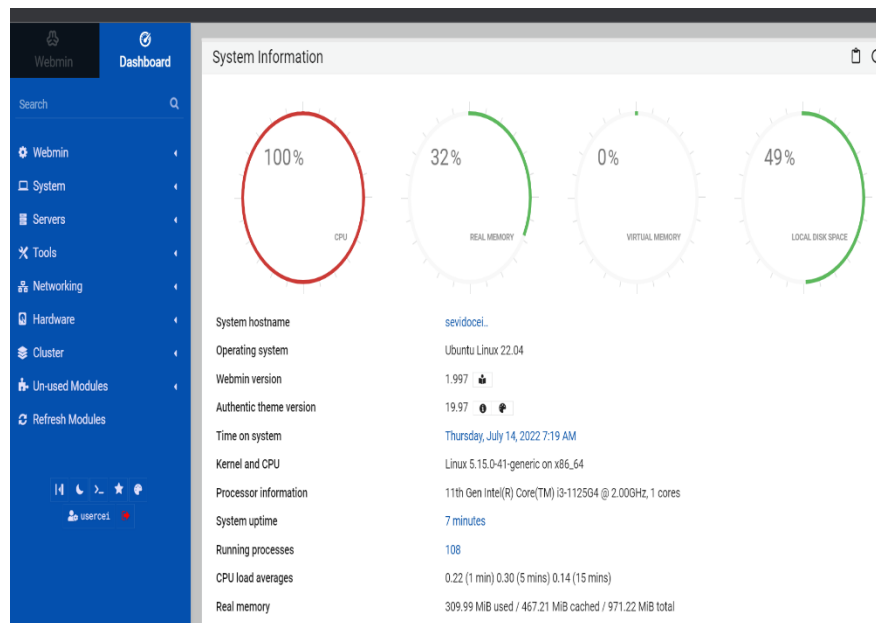 Webmin
Dashboard
Search
Webmin
System
Servers
Tools
Networking
Hardware
Cluster
Un-used Modules
Refresh Modules
usercei
System Information
100%
CPU
32%
REAL MEMORY
0%
VIRTUAL MEMORY
49%
LOCAL DISK SPACE
System hostname sevidocei..
Operating system Ubuntu Linux 22.04
Webmin version 1.997
Authentic theme version 19.97
Time on system Thursday, July 14, 2022 7:19 AM
Kernel and CPU Linux 5.15.0-41-generic on x86_64
Processor information 11th Gen Intel(R) Core(TM) i3-1125G4 @ 2.00GHz, 1 cores
System uptime 7 minutes
Running processes 108
CPU load averages 0.22 (1 min) 0.30 (5 mins) 0.14 (15 mins)
Real memory 309.99 MiB used / 467.21 MiB cached / 971.22 MiB total